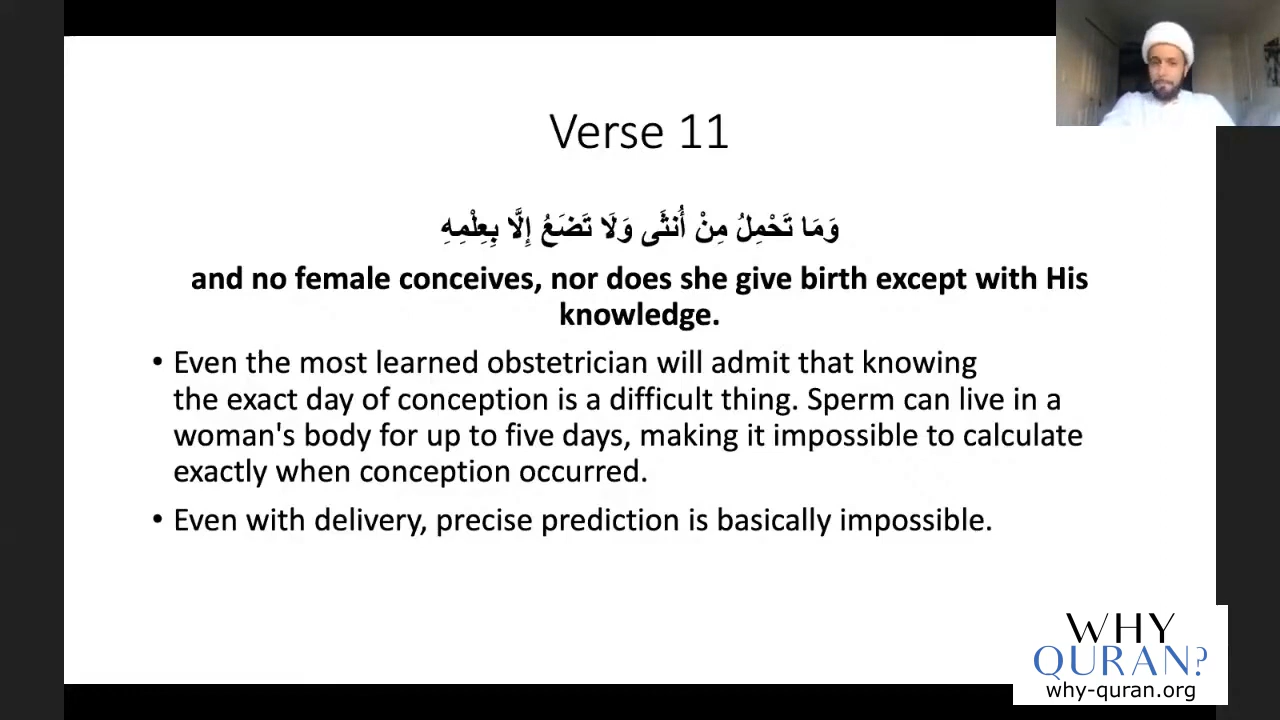 Verse 11
وَمَا تَحْمِلُ مِنْ أُنثَى وَلَا تَضَعُ إِلَّا بِعِلْمِهِ
and no female conceives, nor does she give birth except with His
knowledge.
• Even the most learned obstetrician will admit that knowing
the exact day of conception is a difficult thing. Sperm can live in a
woman's body for up to five days, making it impossible to calculate
exactly when conception occurred.
• Even with delivery, precise prediction is basically impossible.
WHY
QURAN?
why-quran.org